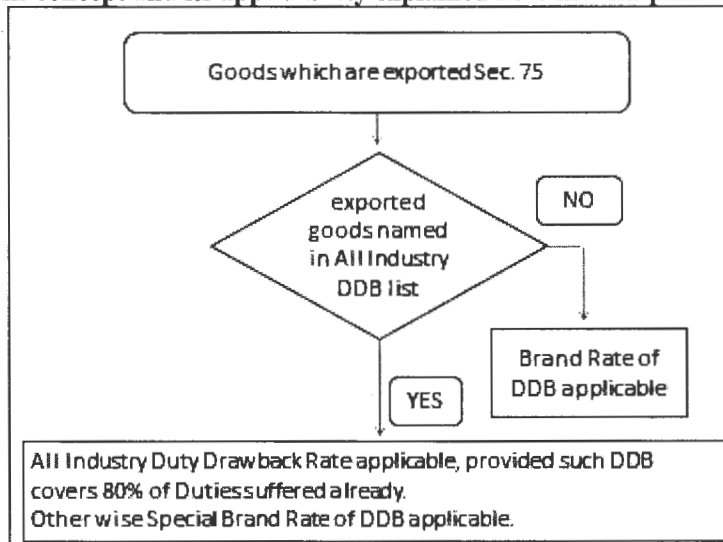 Goods which are exported Sec. 75
exported
goods named
in All Industry
DDB list
NO
Brand Rate of
DDB applicable
YES
All Industry Duty Drawback Rate applicable, provided such DDB
covers 80% of Duties suffered already.
Other wise Special Brand Rate of DDB applicable.